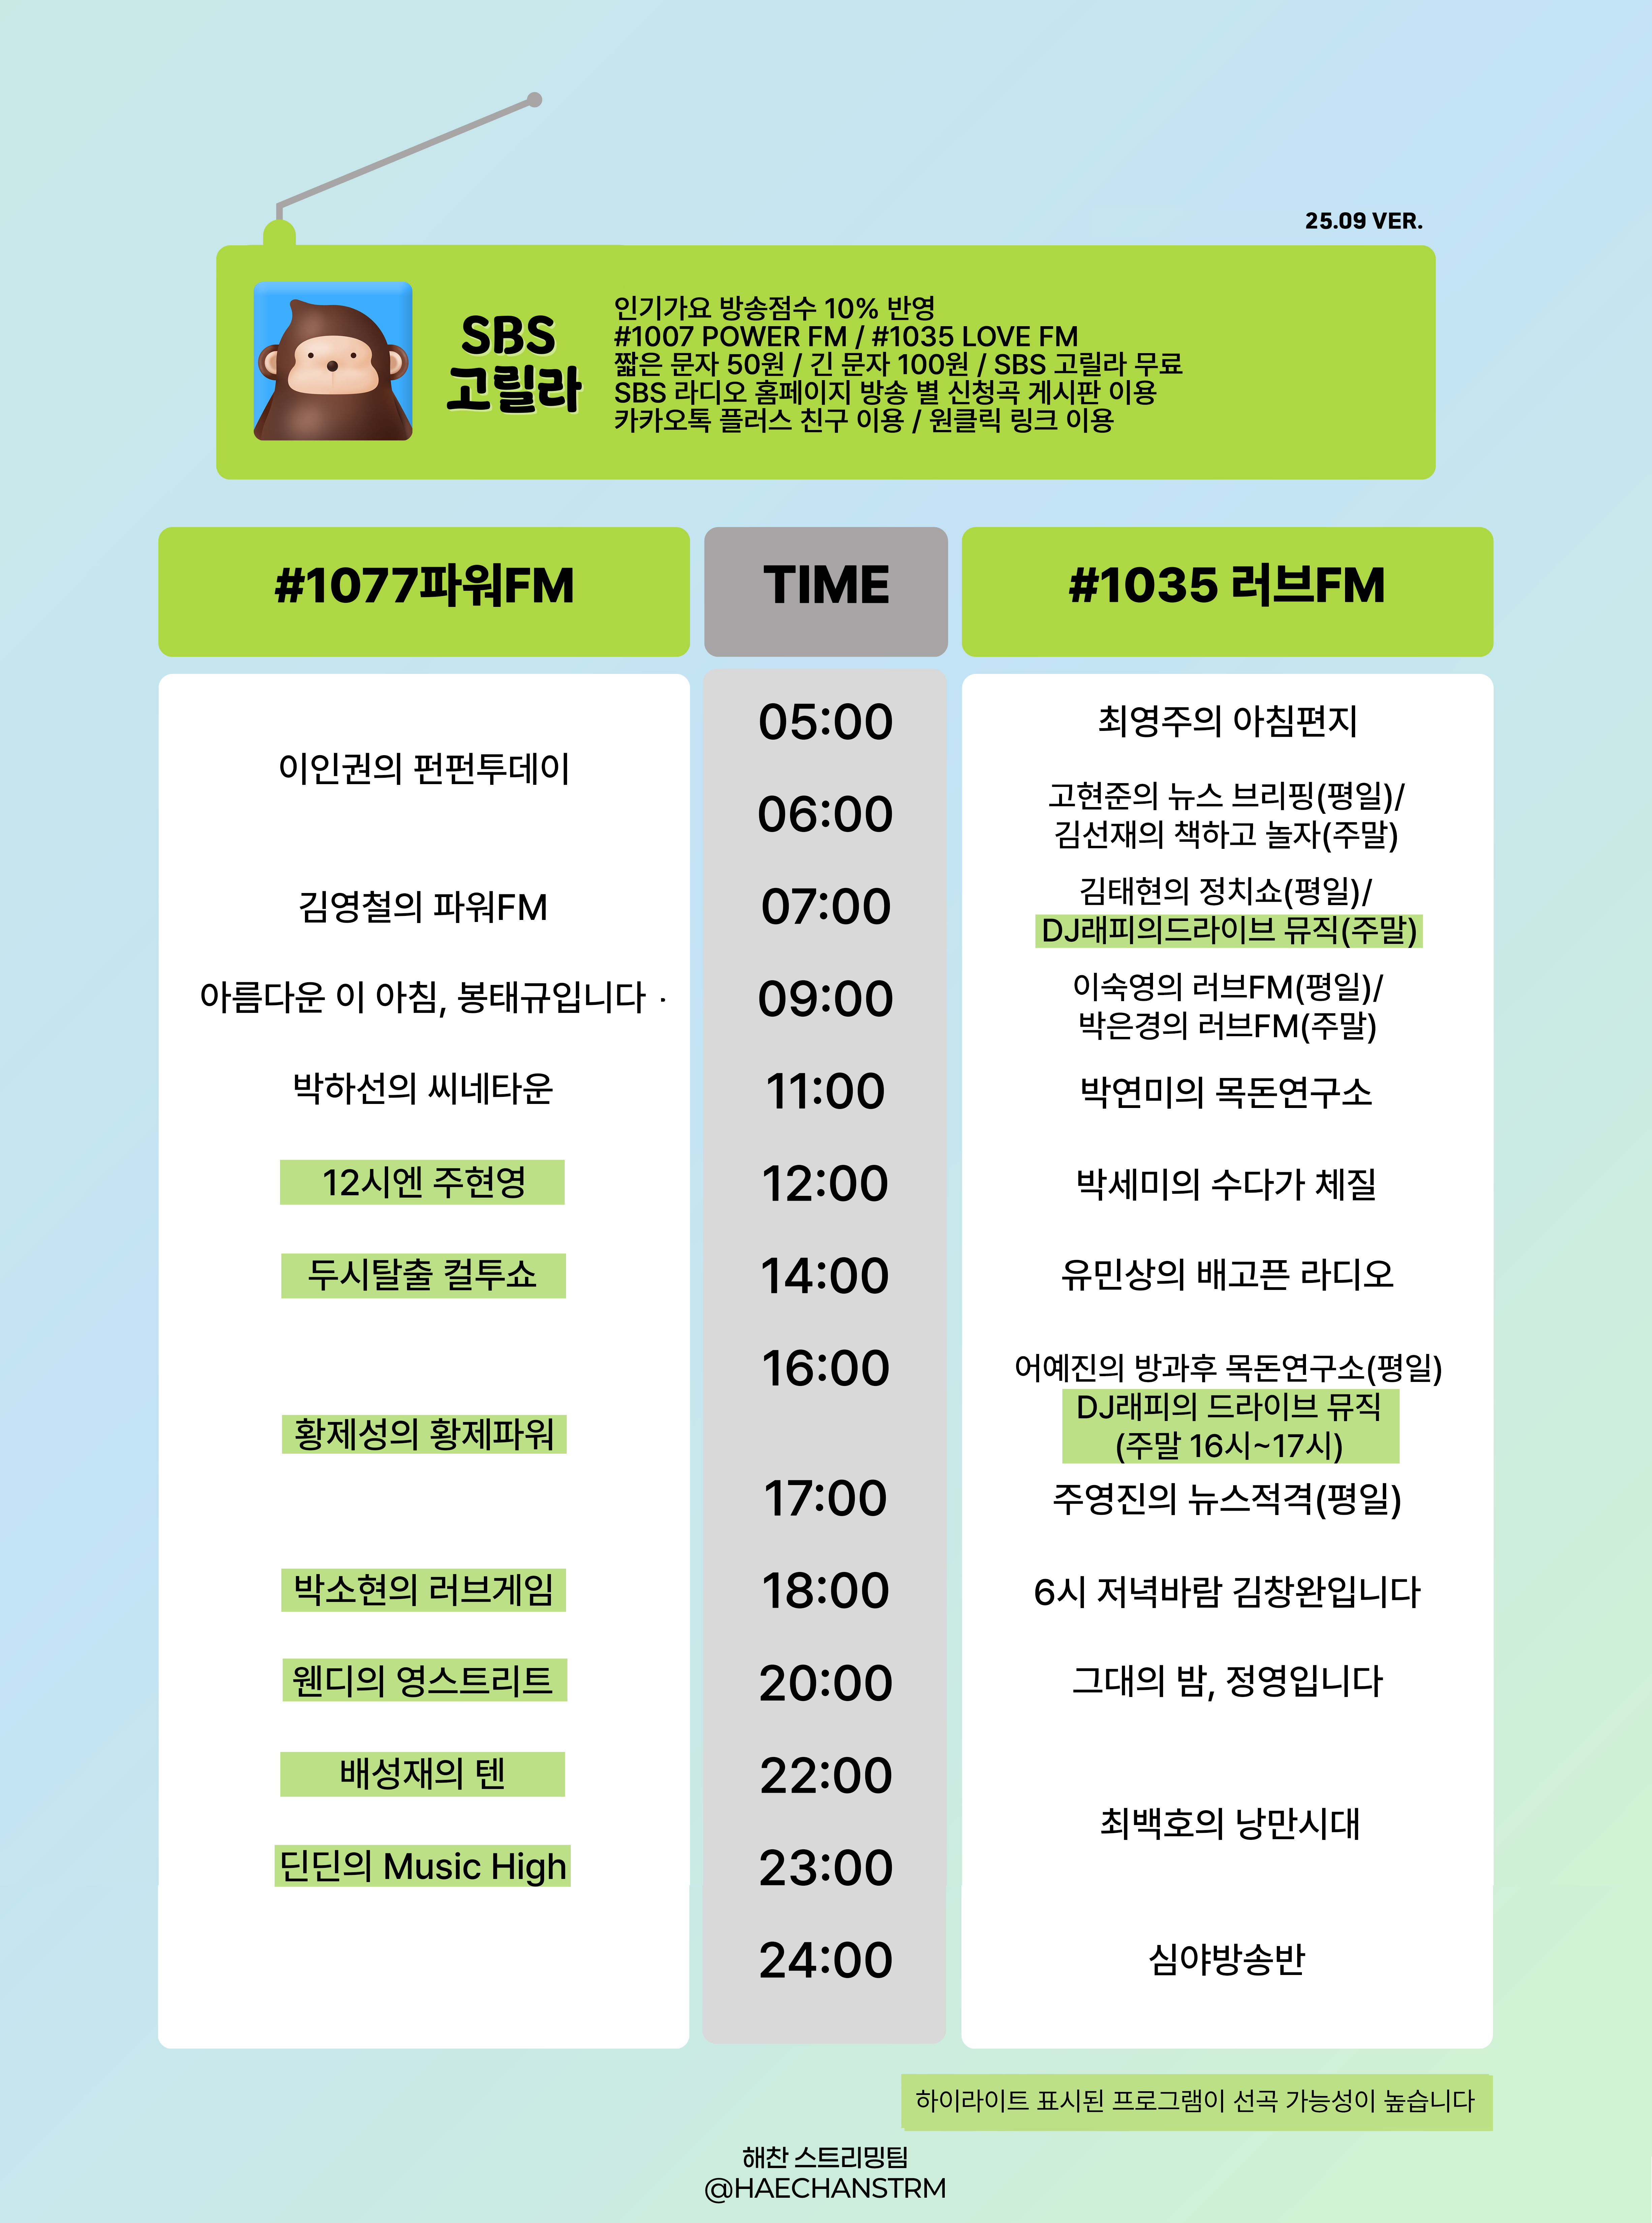 25.09 VER.
SBS
고릴라
인기가요 방송점수 10% 반영
#1007 POWER FM / #1035 LOVE FM
짧은 문자 50원 / 긴 문자 100원 / SBS 고릴라 무료
SBS 라디오 홈페이지 방송 별 신청곡 게시판 이용
카카오톡 플러스 친구 이용 / 원클릭 링크 이용
#1077파워FM
TIME
#1035 러브FM
05:00
최영주의 아침편지
이인권의 펀펀투데이
06:00
고현준의 뉴스 브리핑(평일)/
김선재의 책하고 놀자(주말)
김영철의 파워FM
07:00
김태현의 정치쇼(평일)/
DJ래피의드라이브 뮤직(주말)
아름다운 이 아침, 봉태규입니다 ·
09:00
이숙영의 러브FM(평일)/
박은경의 러브FM(주말)
박하선의 씨네타운
11:00
박연미의 목돈연구소
12시엔 주현영
12:00
박세미의 수다가 체질
두시탈출 컬투쇼
14:00
유민상의 배고픈 라디오
16:00
어예진의 방과후 목돈연구소(평일)
DJ래피의 드라이브 뮤직
(주말 16시~17시)
황제성의 황제파워
17:00
주영진의 뉴스적격(평일)
박소현의 러브게임
18:00
6시 저녁바람 김창완입니다
웬디의 영스트리트
20:00
그대의 밤, 정영입니다
배성재의 텐
22:00
최백호의 낭만시대
딘딘의 Music High
23:00
24:00
심야방송반
하이라이트 표시된 프로그램이 선곡 가능성이 높습니다
해찬 스트리밍팀
@HAECHANSTRM